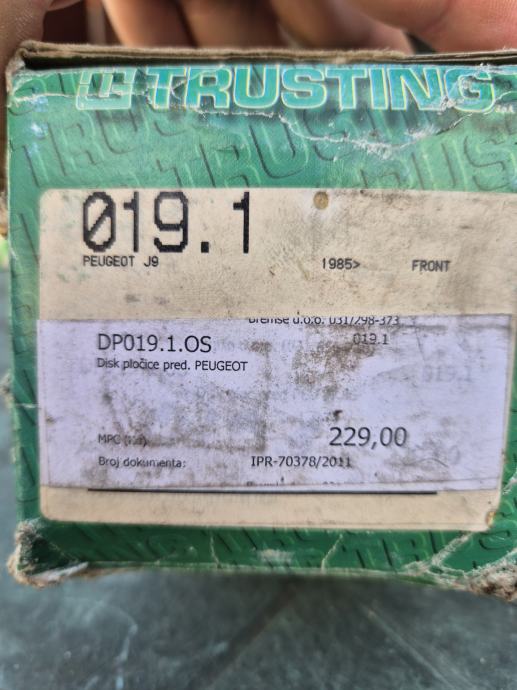 TRUSTING
019.1
PEUGEOT J9 1985> FRONT
bremse d.o.o. 031/298-373
DP019.1.OS 019.1
Disk pločice pred. PEUGEOT
MPC 229,00
Broj dokumenta: IPR-70378/2011